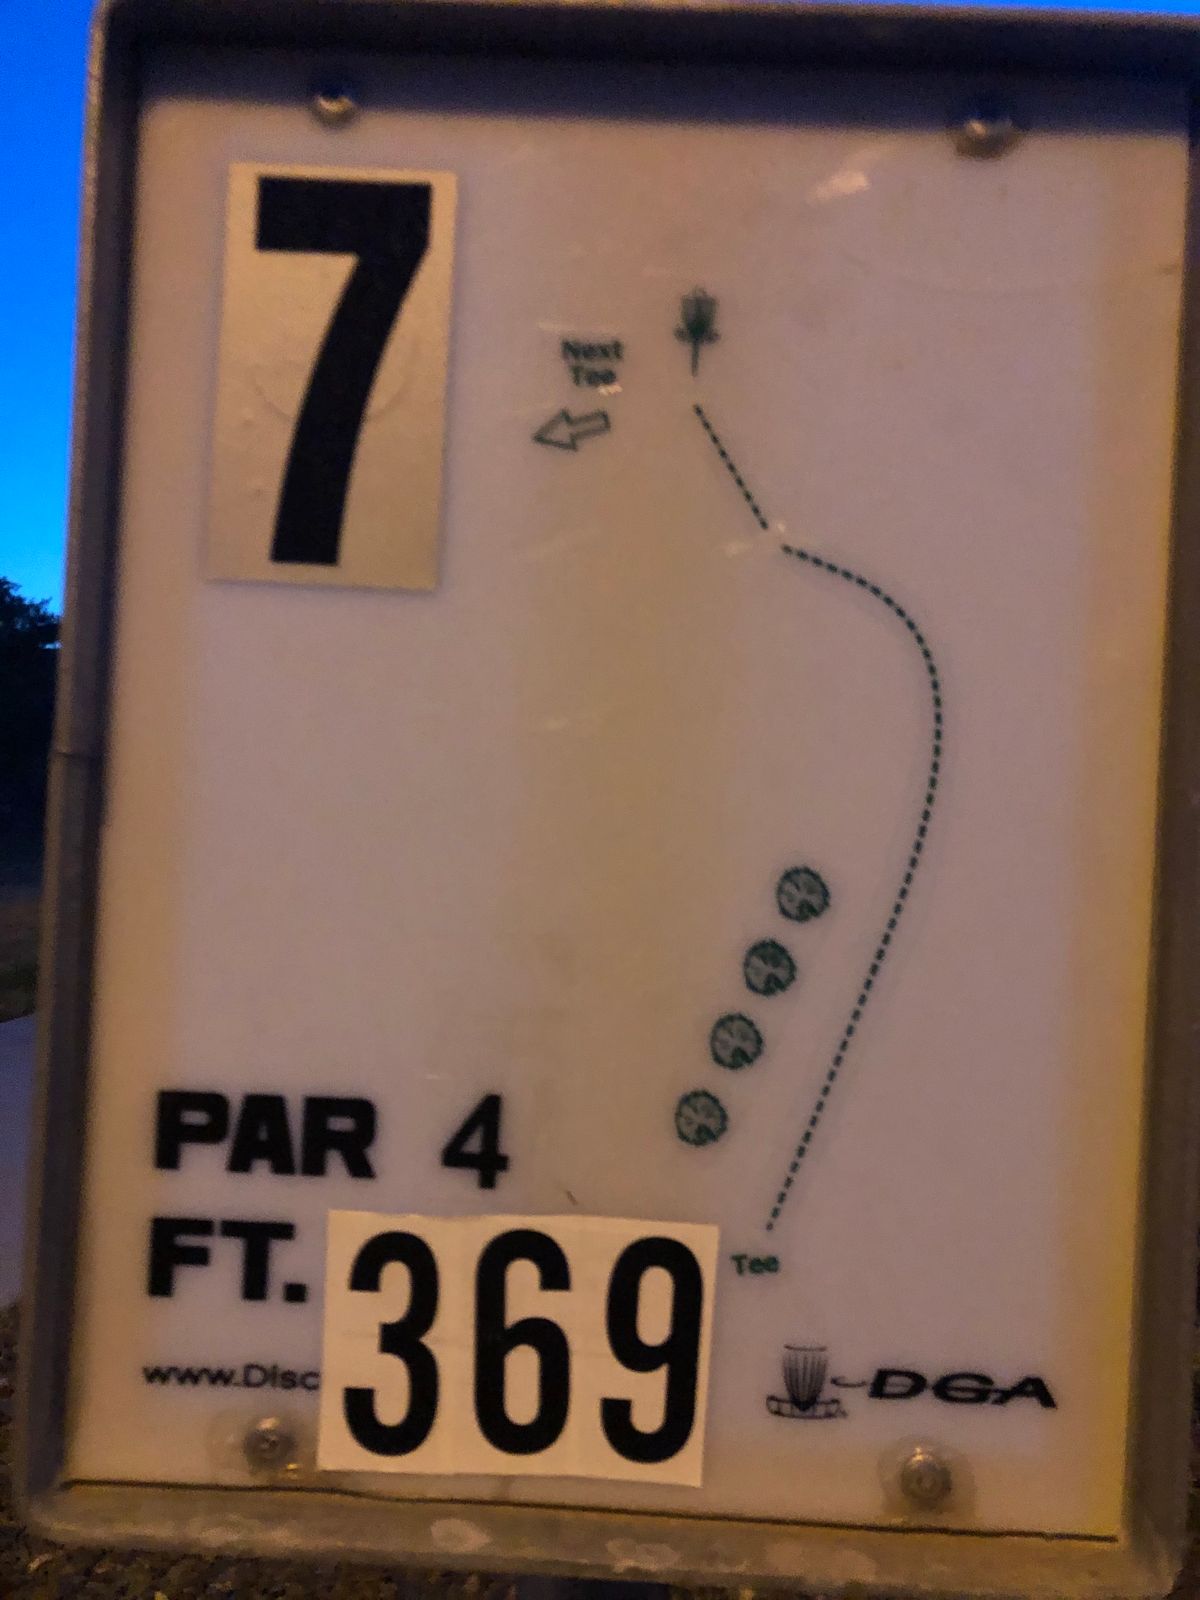 7
Next
Tee
PAR 4
FT. 369
Tee
www.Disc
DGA